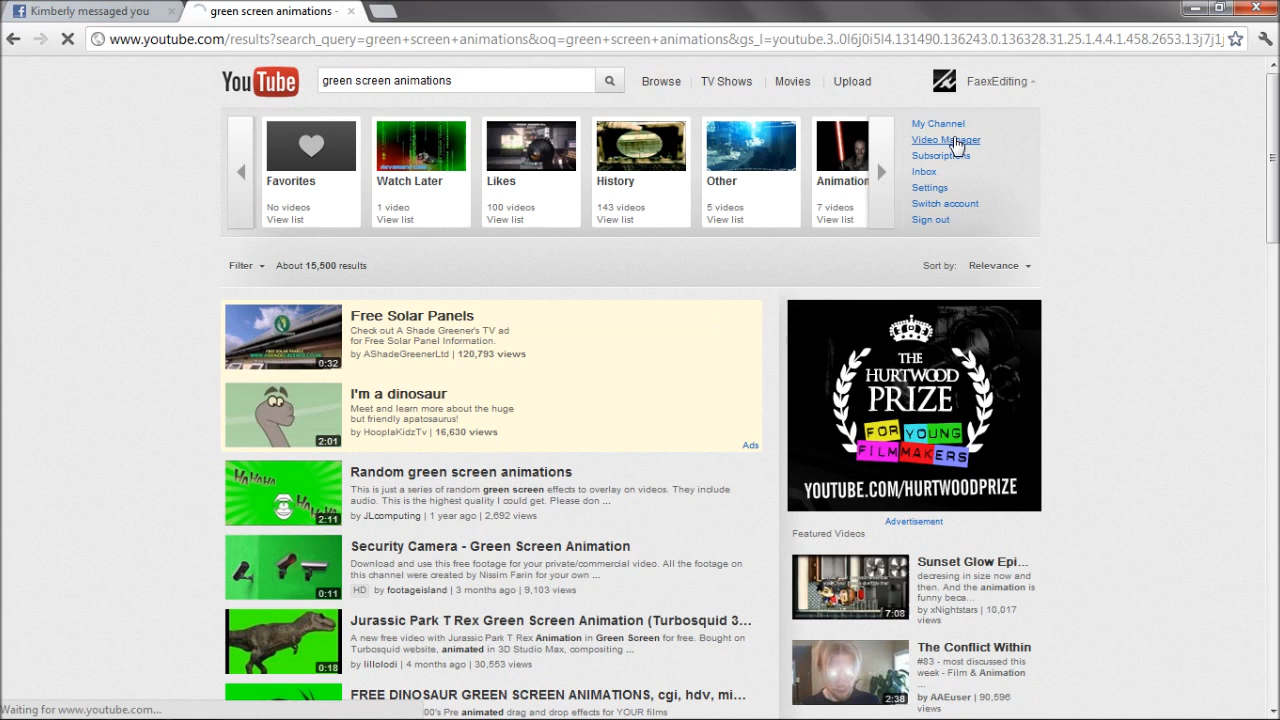 Kimberly messaged you
green screen animations -
www.youtube.com/results?search_query=green+screen+animations&oq=green+screen+animations&gs_l=youtube.3..0l6j0i5l4.131490.136243.0.136328.31.25.1.4.4.1.458.2653.13j7j1j
YouTube
green screen animations
Browse | TV Shows | Movies | Upload
FaexEditing
Favorites
No videos
View list
Watch Later
1 video
View list
Likes
100 videos
View list
History
143 videos
View list
Other
5 videos
View list
Animation
7 videos
View list
My Channel
Video Manager
Subscriptions
Inbox
Settings
Switch account
Sign out
Filter
About 15,500 results
Sort by: Relevance
Free Solar Panels
Check out A Shade Greener's TV ad
for Free Solar Panel Information.
by AShadeGreenerLtd | 120,793 views
0:32
I'm a dinosaur
Meet and learn more about the huge
but friendly apatosaurus!
by HooplaKidzTv | 16,630 views
2:01
Ads
Random green screen animations
This is just a series of random green screen effects to overlay on videos. They include
audio. This is the highest quality I could get. Please don ...
by JLcomputing | 1 year ago | 2,692 views
HAHAHA
2:11
Security Camera - Green Screen Animation
Download and use this free footage for your private/commercial video. All the footage on
this channel were created by Nissim Farin for your own ...
HD by footageisland | 3 months ago | 9,103 views
0:11
Jurassic Park T Rex Green Screen Animation (Turbosquid 3...
A new free video with Jurassic Park T Rex Animation in Green Screen for free. Bought on
Turbosquid website, animated in 3D Studio Max, compositing ...
by lillolodi | 4 months ago | 30,553 views
0:18
FREE DINOSAUR GREEN SCREEN ANIMATIONS, cgi, hdv, mi...
00's Pre animated drag and drop effects for YOUR films
THE
HURTWOOD
PRIZE
FOR YOUNG
FILMMAKERS
YOUTUBE.COM/HURTWOODPRIZE
Advertisement
Featured Videos
Sunset Glow Epi...
decresing in size now and
then. And the animation is
funny beca...
by xNightstars | 10,017
views
7:08
The Conflict Within
#83 - most discussed this
week - Film & Animation
...
by AAEuser | 90,596
views
2:38
Waiting for www.youtube.com...